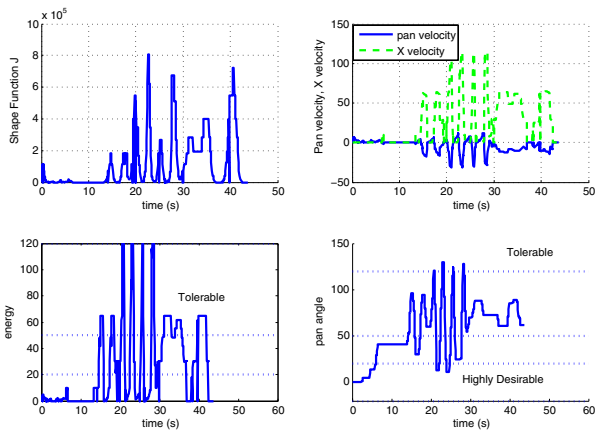 x 10⁵
10
8
6
4
2
0
Shape Function J
0 10 20 30 40 50
time (s)
150
100
50
0
−50
Pan velocity, X velocity
pan velocity
X velocity
0 10 20 30 40 50
time (s)
120
100
80
60
40
20
0
energy
Tolerable
0 10 20 30 40 50 60
time (s)
150
100
50
0
pan angle
Tolerable
Highly Desirable
0 10 20 30 40 50 60
time (s)